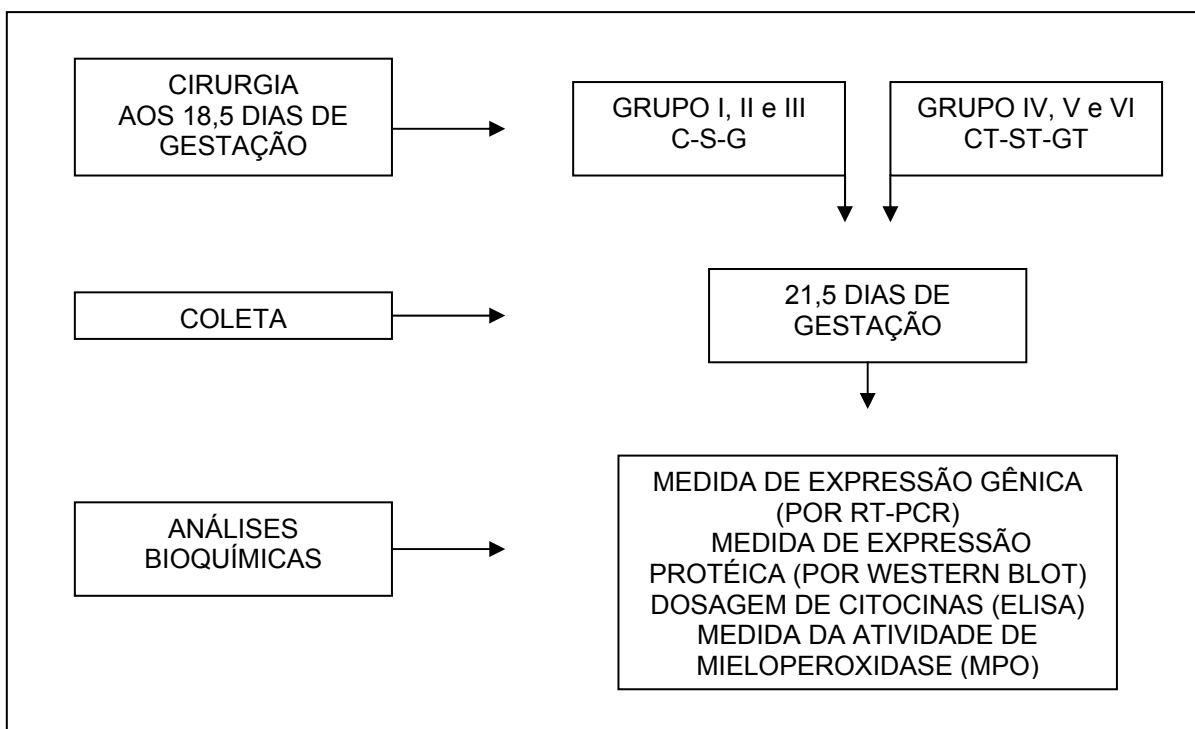 CIRURGIA
AOS 18,5 DIAS DE
GESTAÇÃO
GRUPO I, II e III
C-S-G
GRUPO IV, V e VI
CT-ST-GT
COLETA
21,5 DIAS DE
GESTAÇÃO
ANÁLISES
BIOQUÍMICAS
MEDIDA DE EXPRESSÃO GÊNICA
(POR RT-PCR)
MEDIDA DE EXPRESSÃO
PROTÉICA (POR WESTERN BLOT)
DOSAGEM DE CITOCINAS (ELISA)
MEDIDA DA ATIVIDADE DE
MIELOPEROXIDASE (MPO)